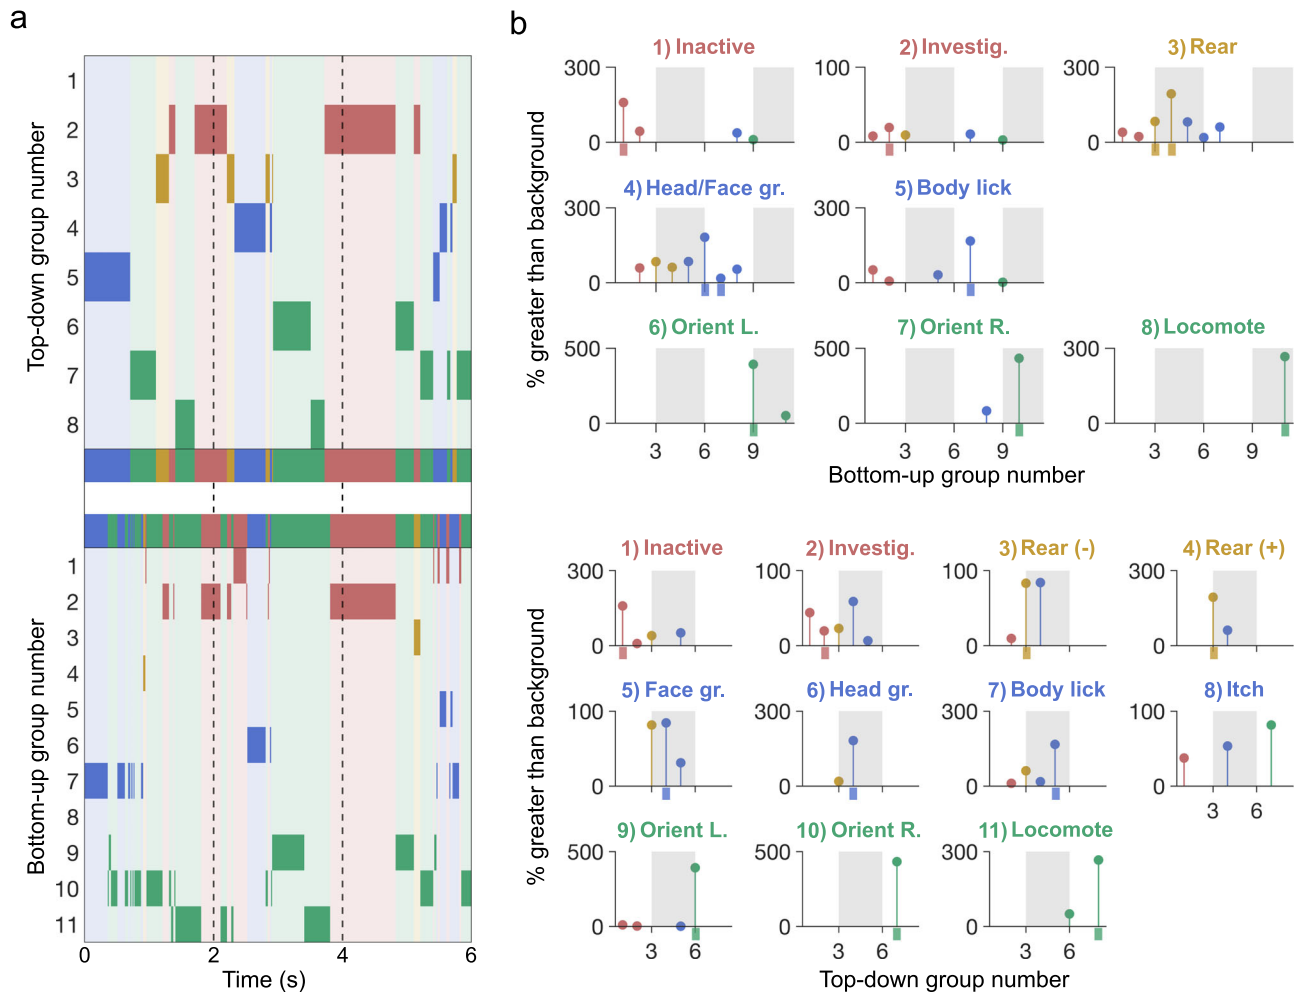 a
Top-down group number
1
2
3
4
5
6
7
8
Bottom-up group number
1
2
3
4
5
6
7
8
9
10
11
0 2 4 6
Time (s)
b
% greater than background
1) Inactive
300
0
2) Investig.
100
0
3) Rear
300
0
4) Head/Face gr.
300
0
5) Body lick
300
0
6) Orient L.
500
0
3 6 9
7) Orient R.
500
0
3 6 9
8) Locomote
300
0
3 6 9
Bottom-up group number
% greater than background
1) Inactive
300
0
2) Investig.
100
0
3) Rear (-)
100
0
4) Rear (+)
300
0
5) Face gr.
100
0
6) Head gr.
300
0
7) Body lick
300
0
8) Itch
100
0
3 6
9) Orient L.
500
0
3 6
10) Orient R.
500
0
3 6
11) Locomote
300
0
3 6
Top-down group number